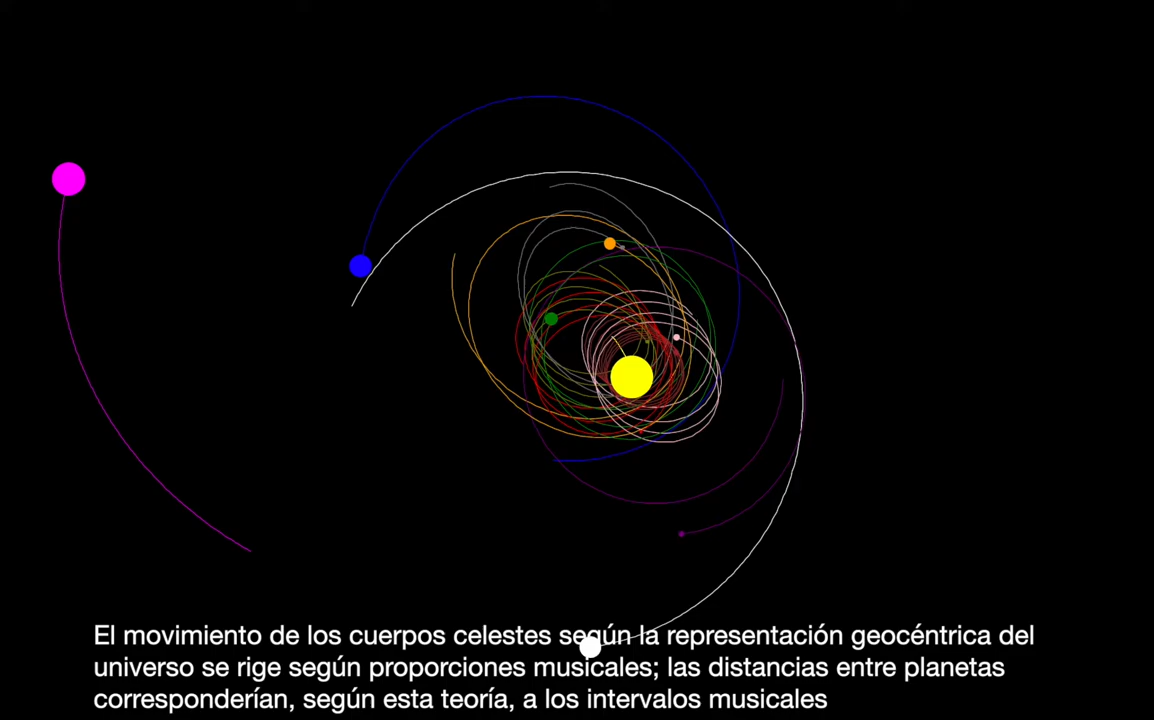 El movimiento de los cuerpos celestes según la representación geocéntrica del
universo se rige según proporciones musicales; las distancias entre planetas
corresponderían, según esta teoría, a los intervalos musicales